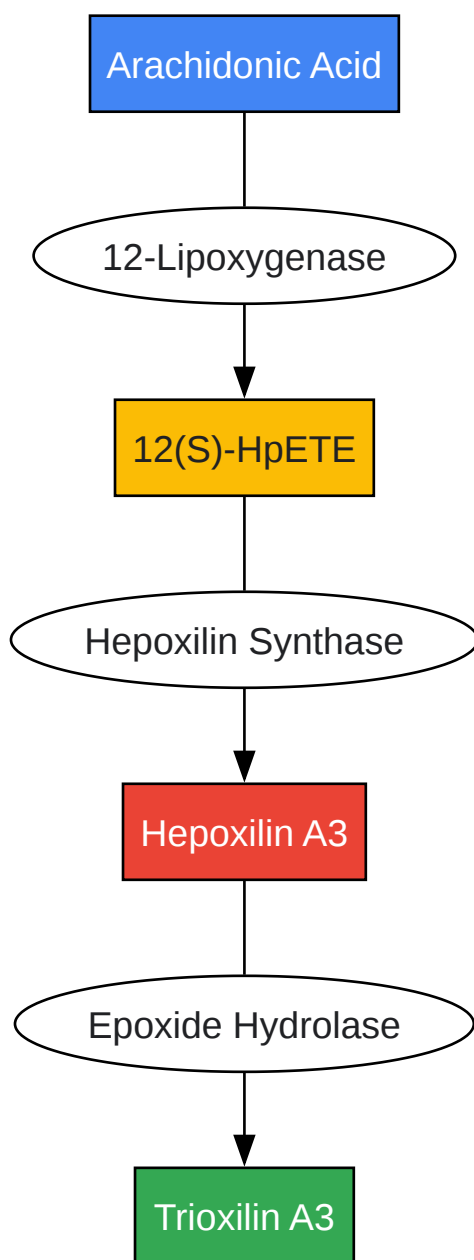 Arachidonic Acid
12-Lipoxygenase
12(S)-HpETE
Hepoxilin Synthase
Hepoxilin A3
Epoxide Hydrolase
Trioxilin A3